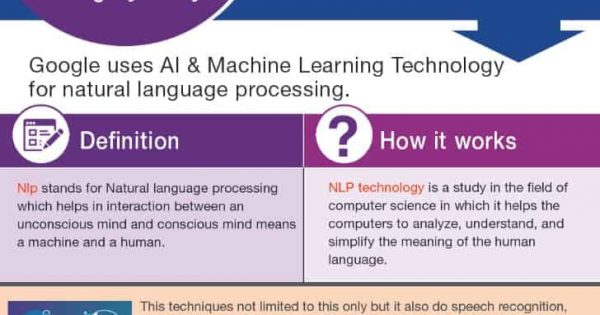 Google uses AI & Machine Learning Technology
for natural language processing.
Definition
Nlp stands for Natural language processing
which helps in interaction between an
unconscious mind and conscious mind means
a machine and a human.
How it works
NLP technology is a study in the field of
computer science in which it helps the
computers to analyze, understand, and
simplify the meaning of the human
language.
This techniques not limited to this only but it also do speech recognition,